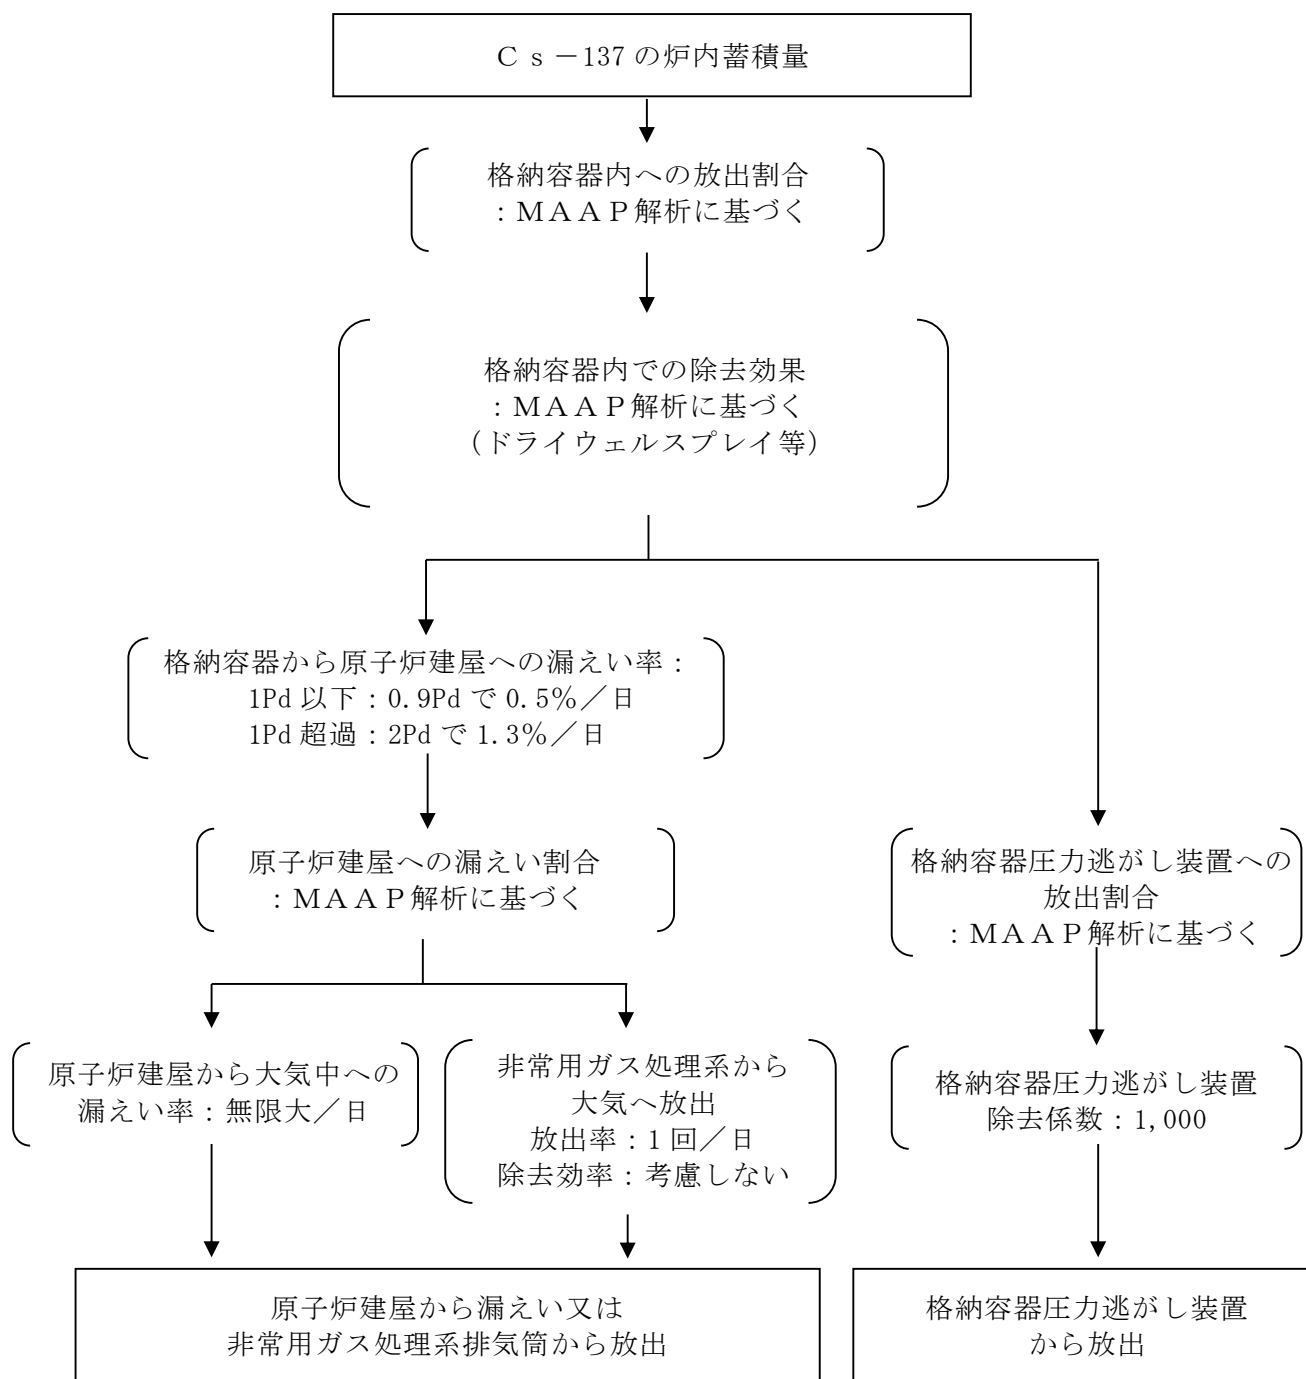 Ｃｓ－137 の炉内蓄積量
格納容器内への放出割合
：ＭＡＡＰ解析に基づく
格納容器内での除去効果
：ＭＡＡＰ解析に基づく
（ドライウェルスプレイ等）
格納容器から原子炉建屋への漏えい率：
1Pd 以下：0.9Pd で 0.5％／日
1Pd 超過：2Pd で 1.3％／日
原子炉建屋への漏えい割合
：ＭＡＡＰ解析に基づく
格納容器圧力逃がし装置への
放出割合
：ＭＡＡＰ解析に基づく
原子炉建屋から大気中への
漏えい率：無限大／日
非常用ガス処理系から
大気へ放出
放出率：1 回／日
除去効率：考慮しない
格納容器圧力逃がし装置
除去係数：1,000
原子炉建屋から漏えい又は
非常用ガス処理系排気筒から放出
格納容器圧力逃がし装置
から放出